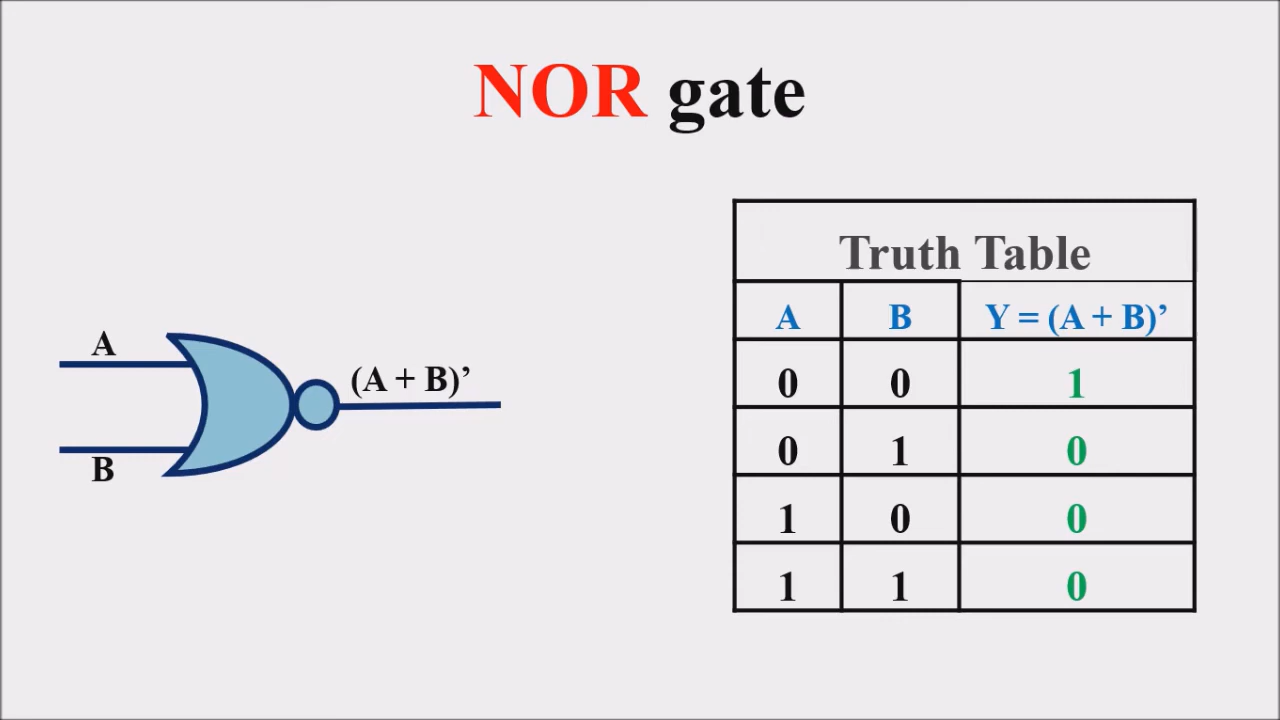 NOR gate
A
B
(A + B)’
Truth Table
A B Y = (A + B)’
0 0 1
0 1 0
1 0 0
1 1 0